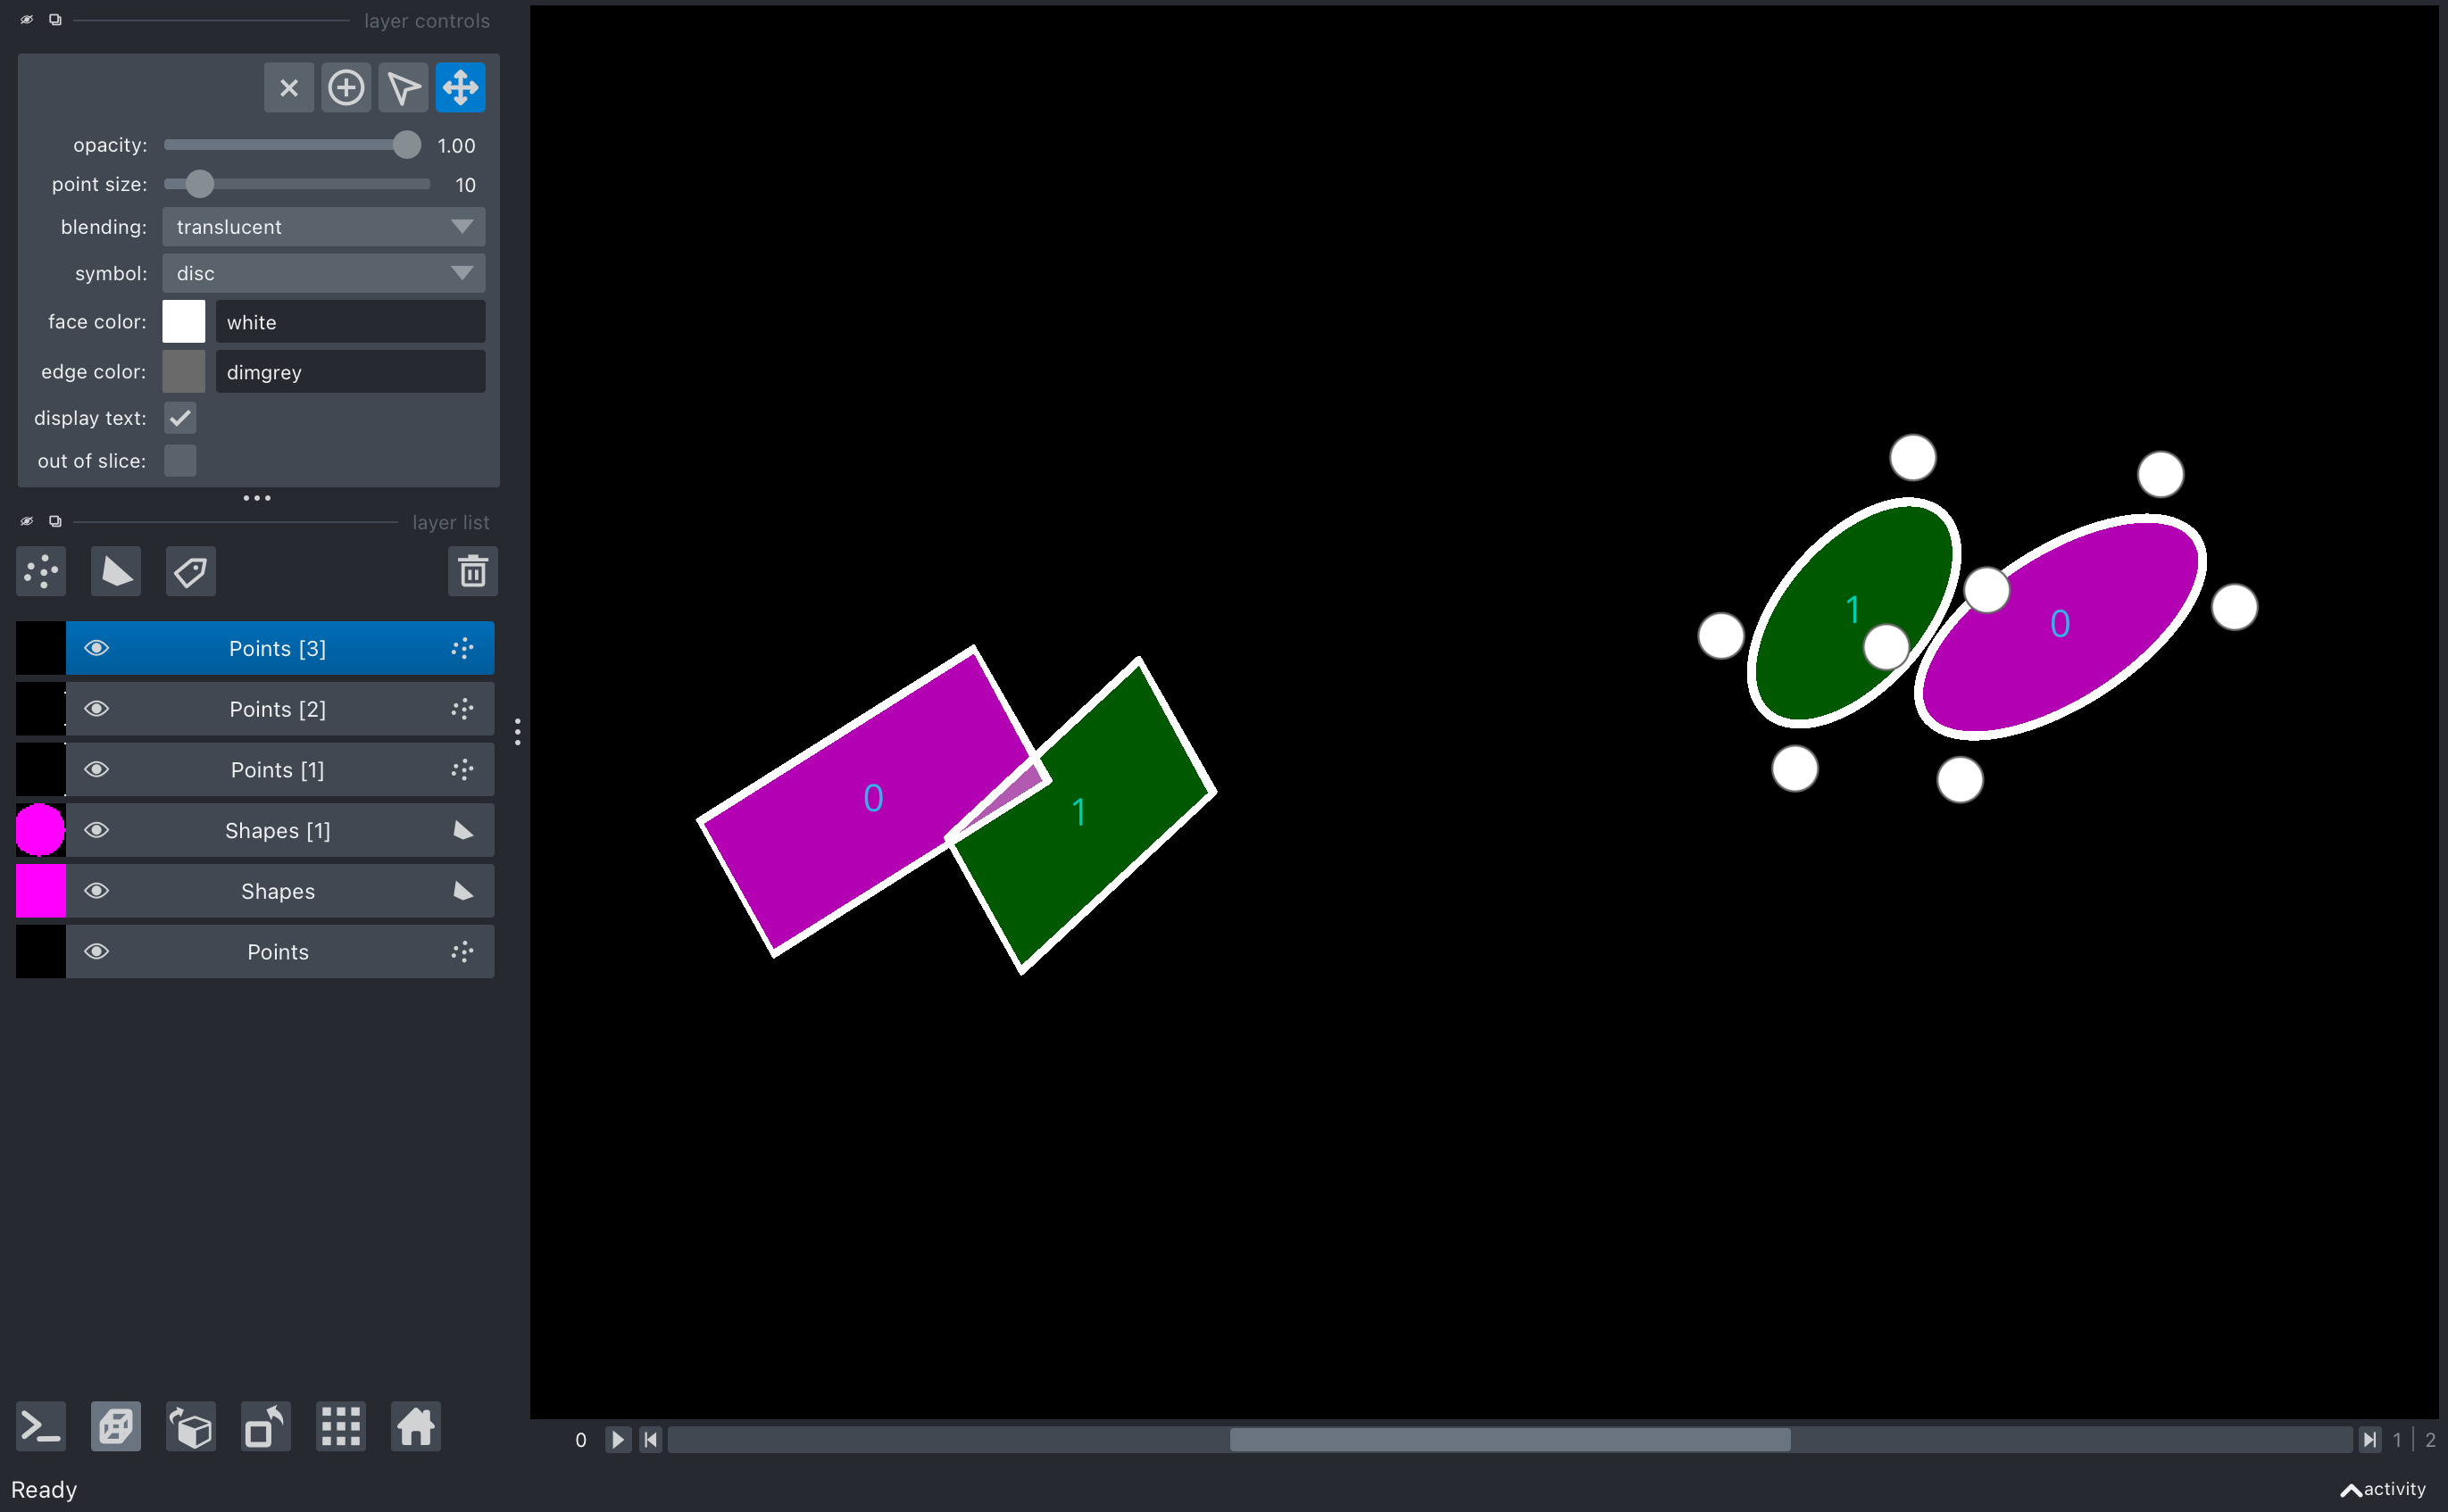 layer controls
opacity: 1.00
point size: 10
blending: translucent
symbol: disc
face color: white
edge color: dimgrey
display text:
out of slice:
layer list
Points [3]
Points [2]
Points [1]
Shapes [1]
Shapes
Points
0
1
1
0
0 1 | 2
Ready
activity